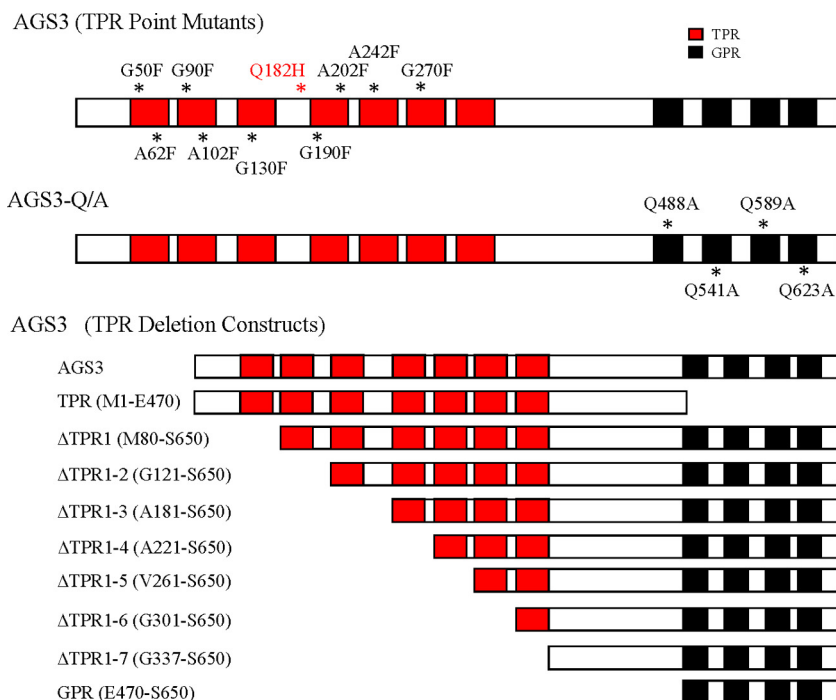 AGS3 (TPR Point Mutants)
TPR
GPR
A242F
G50F G90F Q182H A202F G270F
* * * * * *
* * * *
A62F A102F G130F G190F
AGS3-Q/A
Q488A Q589A
* *
* *
Q541A Q623A
AGS3 (TPR Deletion Constructs)
AGS3
TPR (M1-E470)
ΔTPR1 (M80-S650)
ΔTPR1-2 (G121-S650)
ΔTPR1-3 (A181-S650)
ΔTPR1-4 (A221-S650)
ΔTPR1-5 (V261-S650)
ΔTPR1-6 (G301-S650)
ΔTPR1-7 (G337-S650)
GPR (E470-S650)